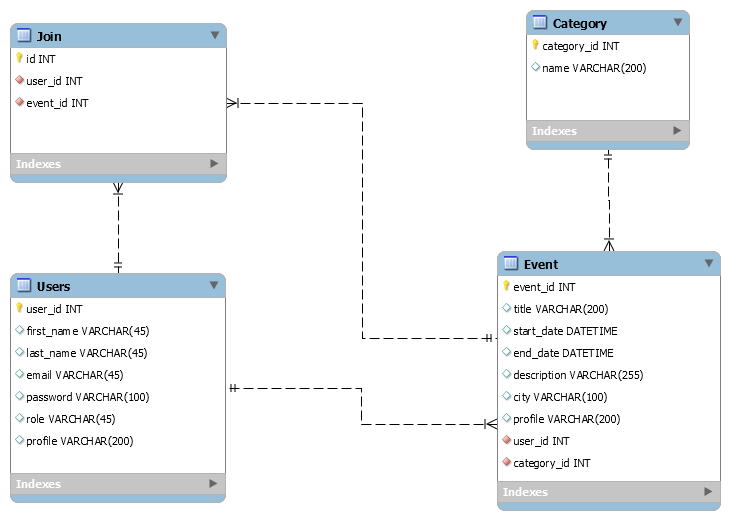 Join
id INT
user_id INT
event_id INT
Indexes
Category
category_id INT
name VARCHAR(200)
Indexes
Users
user_id INT
first_name VARCHAR(45)
last_name VARCHAR(45)
email VARCHAR(45)
password VARCHAR(100)
role VARCHAR(45)
profile VARCHAR(200)
Indexes
Event
event_id INT
title VARCHAR(200)
start_date DATETIME
end_date DATETIME
description VARCHAR(255)
city VARCHAR(100)
profile VARCHAR(200)
user_id INT
category_id INT
Indexes